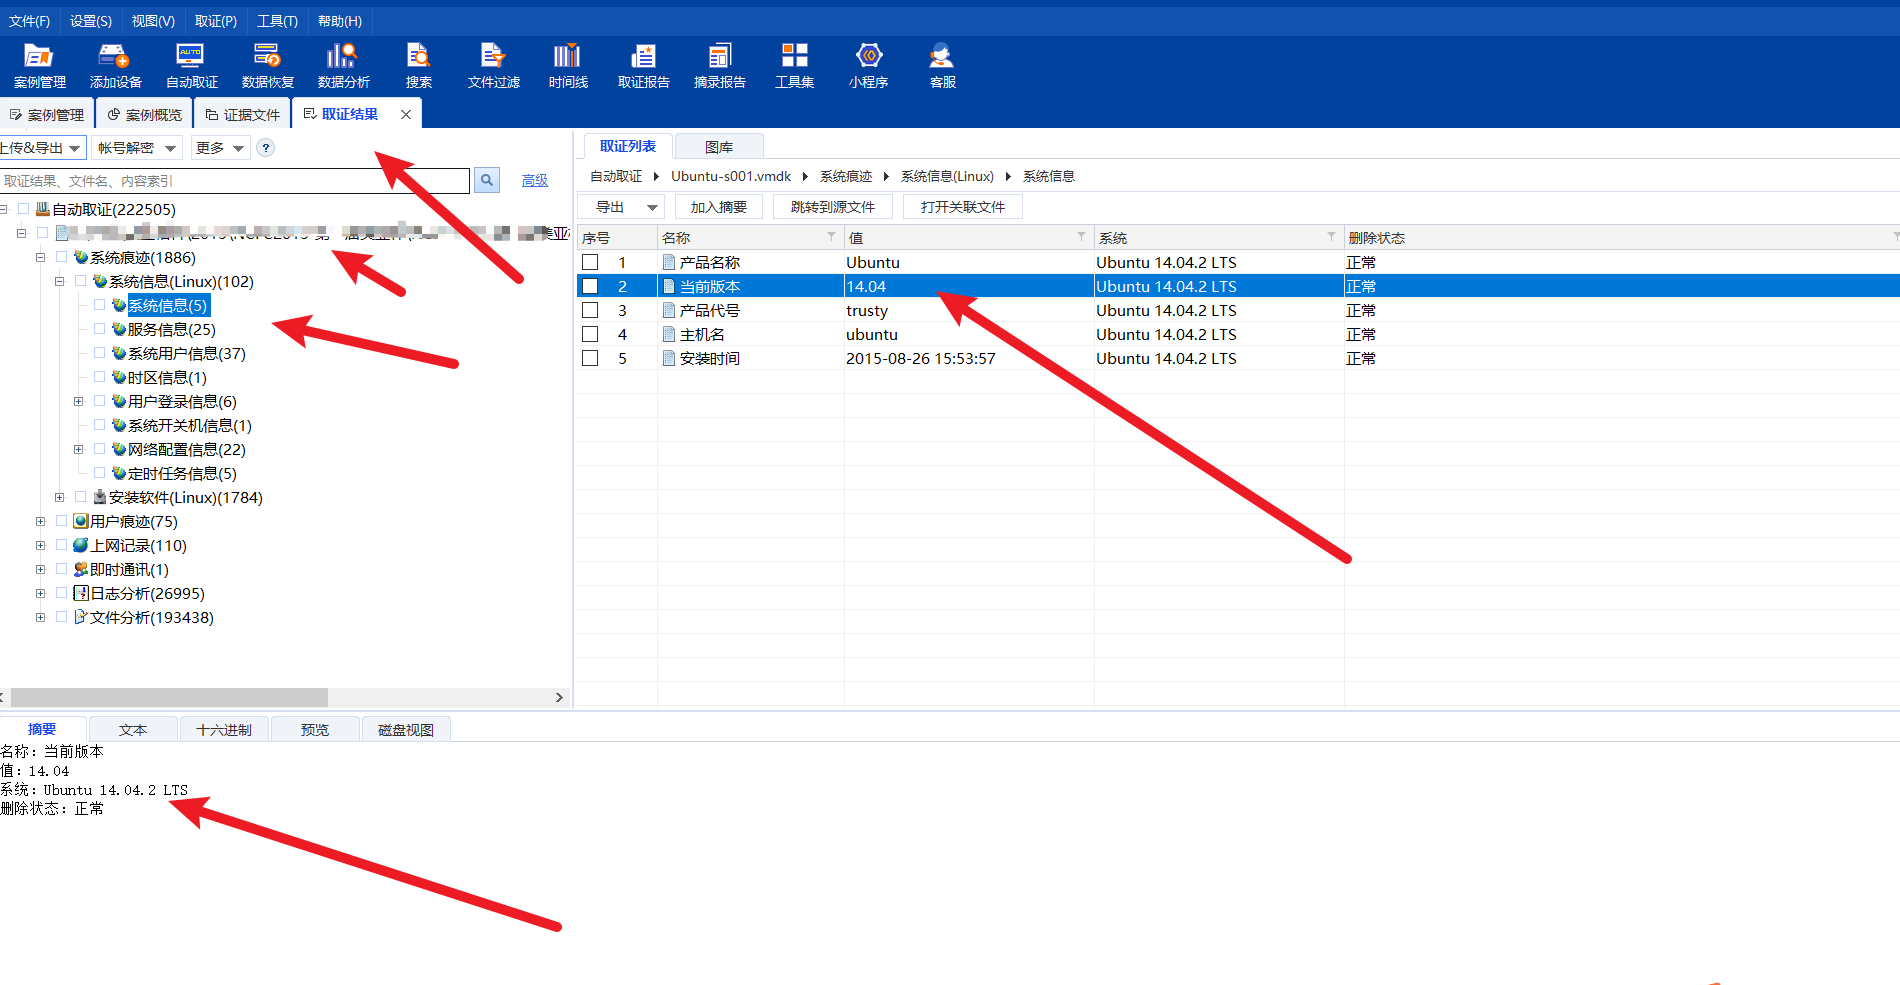 文件(F) 设置(S) 视图(V) 取证(P) 工具(T) 帮助(H)
案例管理 添加设备 自动取证 数据恢复 数据分析 搜索 文件过滤 时间线 取证报告 摘录报告 工具集 小程序 客服
案例管理 案例概览 证据文件 取证结果
上传&导出 帐号解密 更多 ?
取证结果、文件名、内容索引 高级
自动取证(222505)
系统痕迹(1886)
系统信息(Linux)(102)
系统信息(5)
服务信息(25)
系统用户信息(37)
时区信息(1)
用户登录信息(6)
系统开关机信息(1)
网络配置信息(22)
定时任务信息(5)
安装软件(Linux)(1784)
用户痕迹(75)
上网记录(110)
即时通讯(1)
日志分析(26995)
文件分析(193438)
取证列表 图库
自动取证 Ubuntu-s001.vmdk 系统痕迹 系统信息(Linux) 系统信息
导出 加入摘要 跳转到源文件 打开关联文件
序号 名称 值 系统 删除状态
1 产品名称 Ubuntu Ubuntu 14.04.2 LTS 正常
2 当前版本 14.04 Ubuntu 14.04.2 LTS 正常
3 产品代号 trusty Ubuntu 14.04.2 LTS 正常
4 主机名 ubuntu Ubuntu 14.04.2 LTS 正常
5 安装时间 2015-08-26 15:53:57 Ubuntu 14.04.2 LTS 正常
摘要 文本 十六进制 预览 磁盘视图
名称：当前版本
值：14.04
系统：Ubuntu 14.04.2 LTS
删除状态：正常